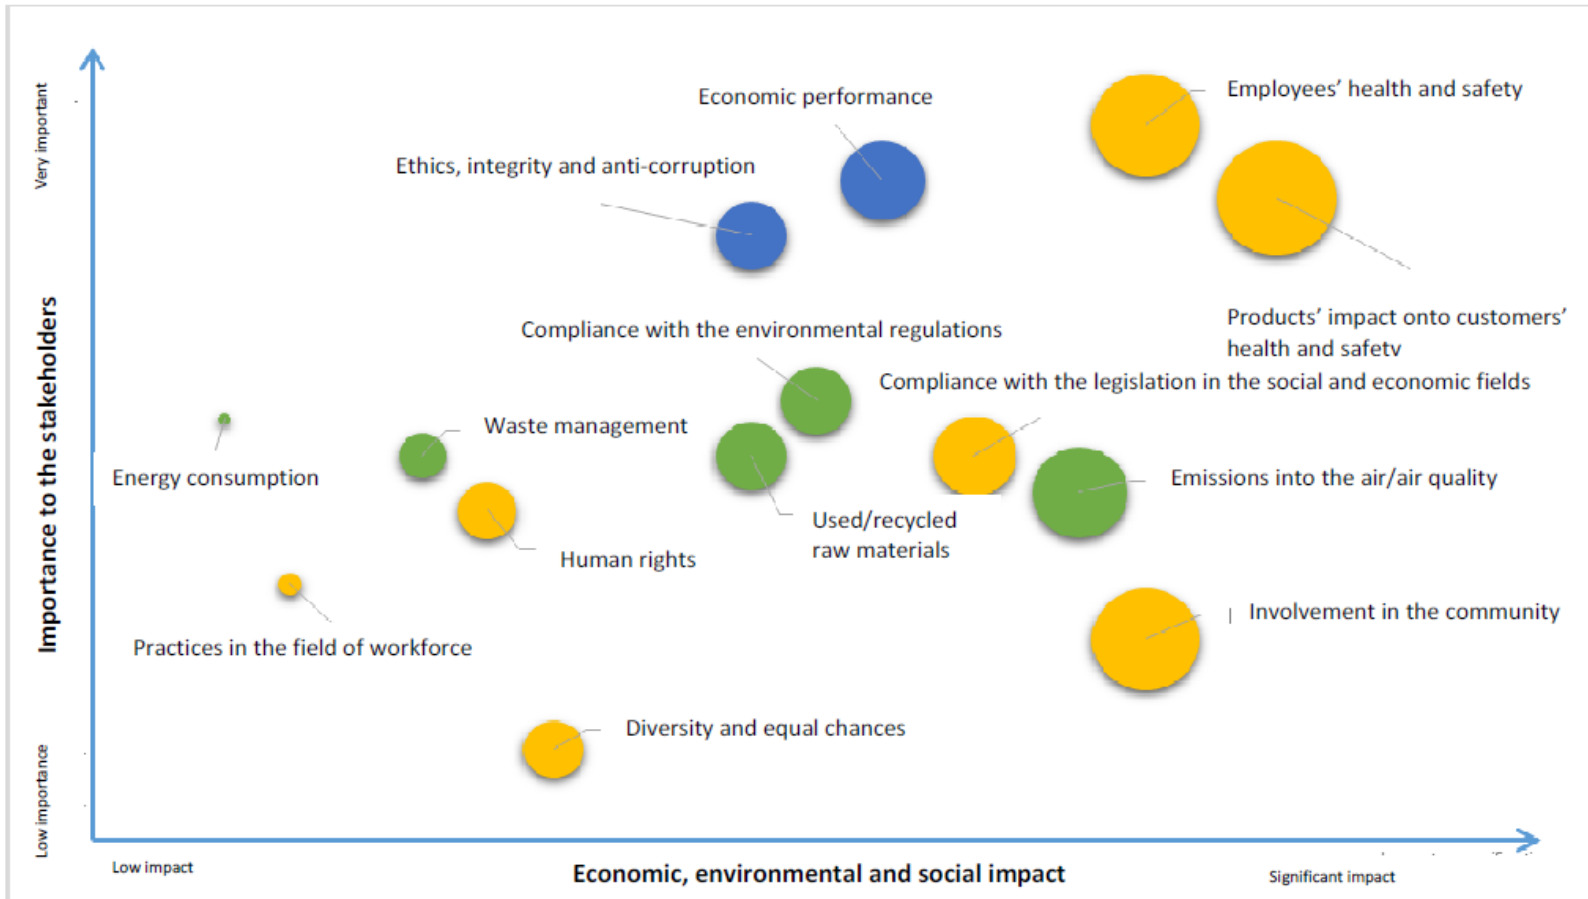 Very important
Importance to the stakeholders
Low importance
Economic performance
Employees’ health and safety
Ethics, integrity and anti-corruption
Products’ impact onto customers’
health and safety
Compliance with the environmental regulations
Compliance with the legislation in the social and economic fields
Waste management
Energy consumption
Emissions into the air/air quality
Used/recycled
raw materials
Human rights
Involvement in the community
Practices in the field of workforce
Diversity and equal chances
Low impact
Economic, environmental and social impact
Significant impact